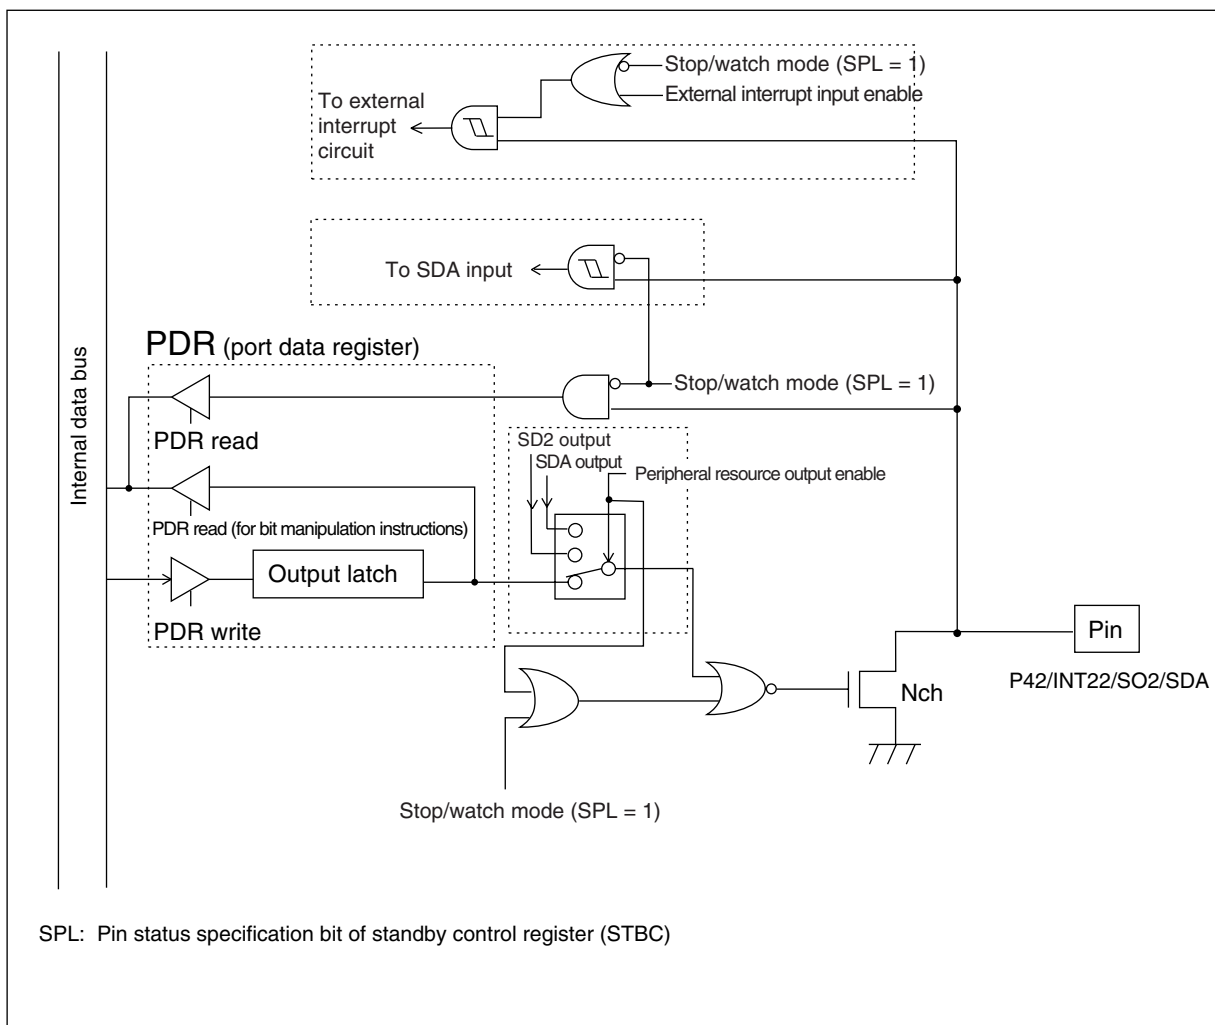 Stop/watch mode (SPL = 1)
External interrupt input enable
To external
interrupt
circuit
To SDA input
PDR (port data register)
Stop/watch mode (SPL = 1)
Internal data bus
PDR read
SD2 output
SDA output
Peripheral resource output enable
PDR read (for bit manipulation instructions)
Output latch
PDR write
Pin
P42/INT22/SO2/SDA
Nch
Stop/watch mode (SPL = 1)
SPL: Pin status specification bit of standby control register (STBC)